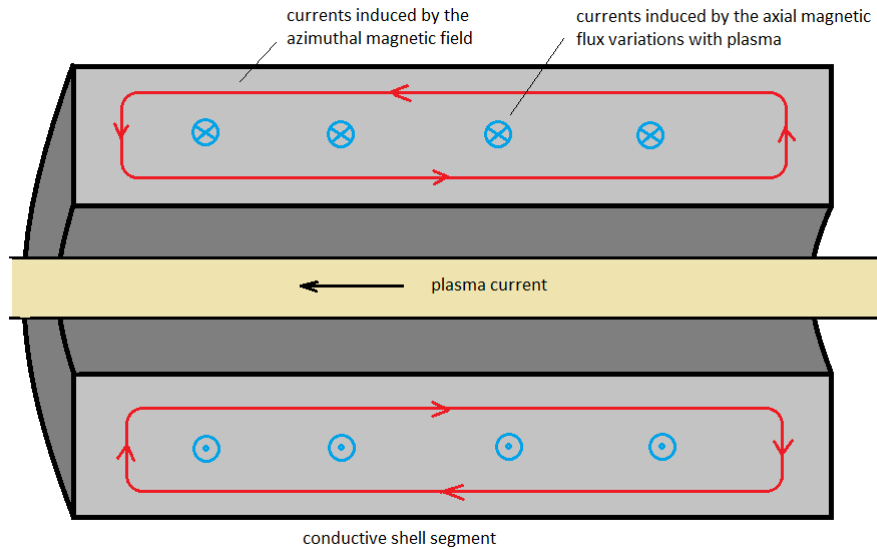 currents induced by the
azimuthal magnetic field
currents induced by the axial magnetic
flux variations with plasma
plasma current
conductive shell segment